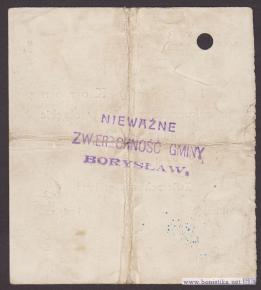 NIEWAŻNE
ZWIERZCHNOŚĆ GMINY
BORYSŁAW.
www.bonistika.net